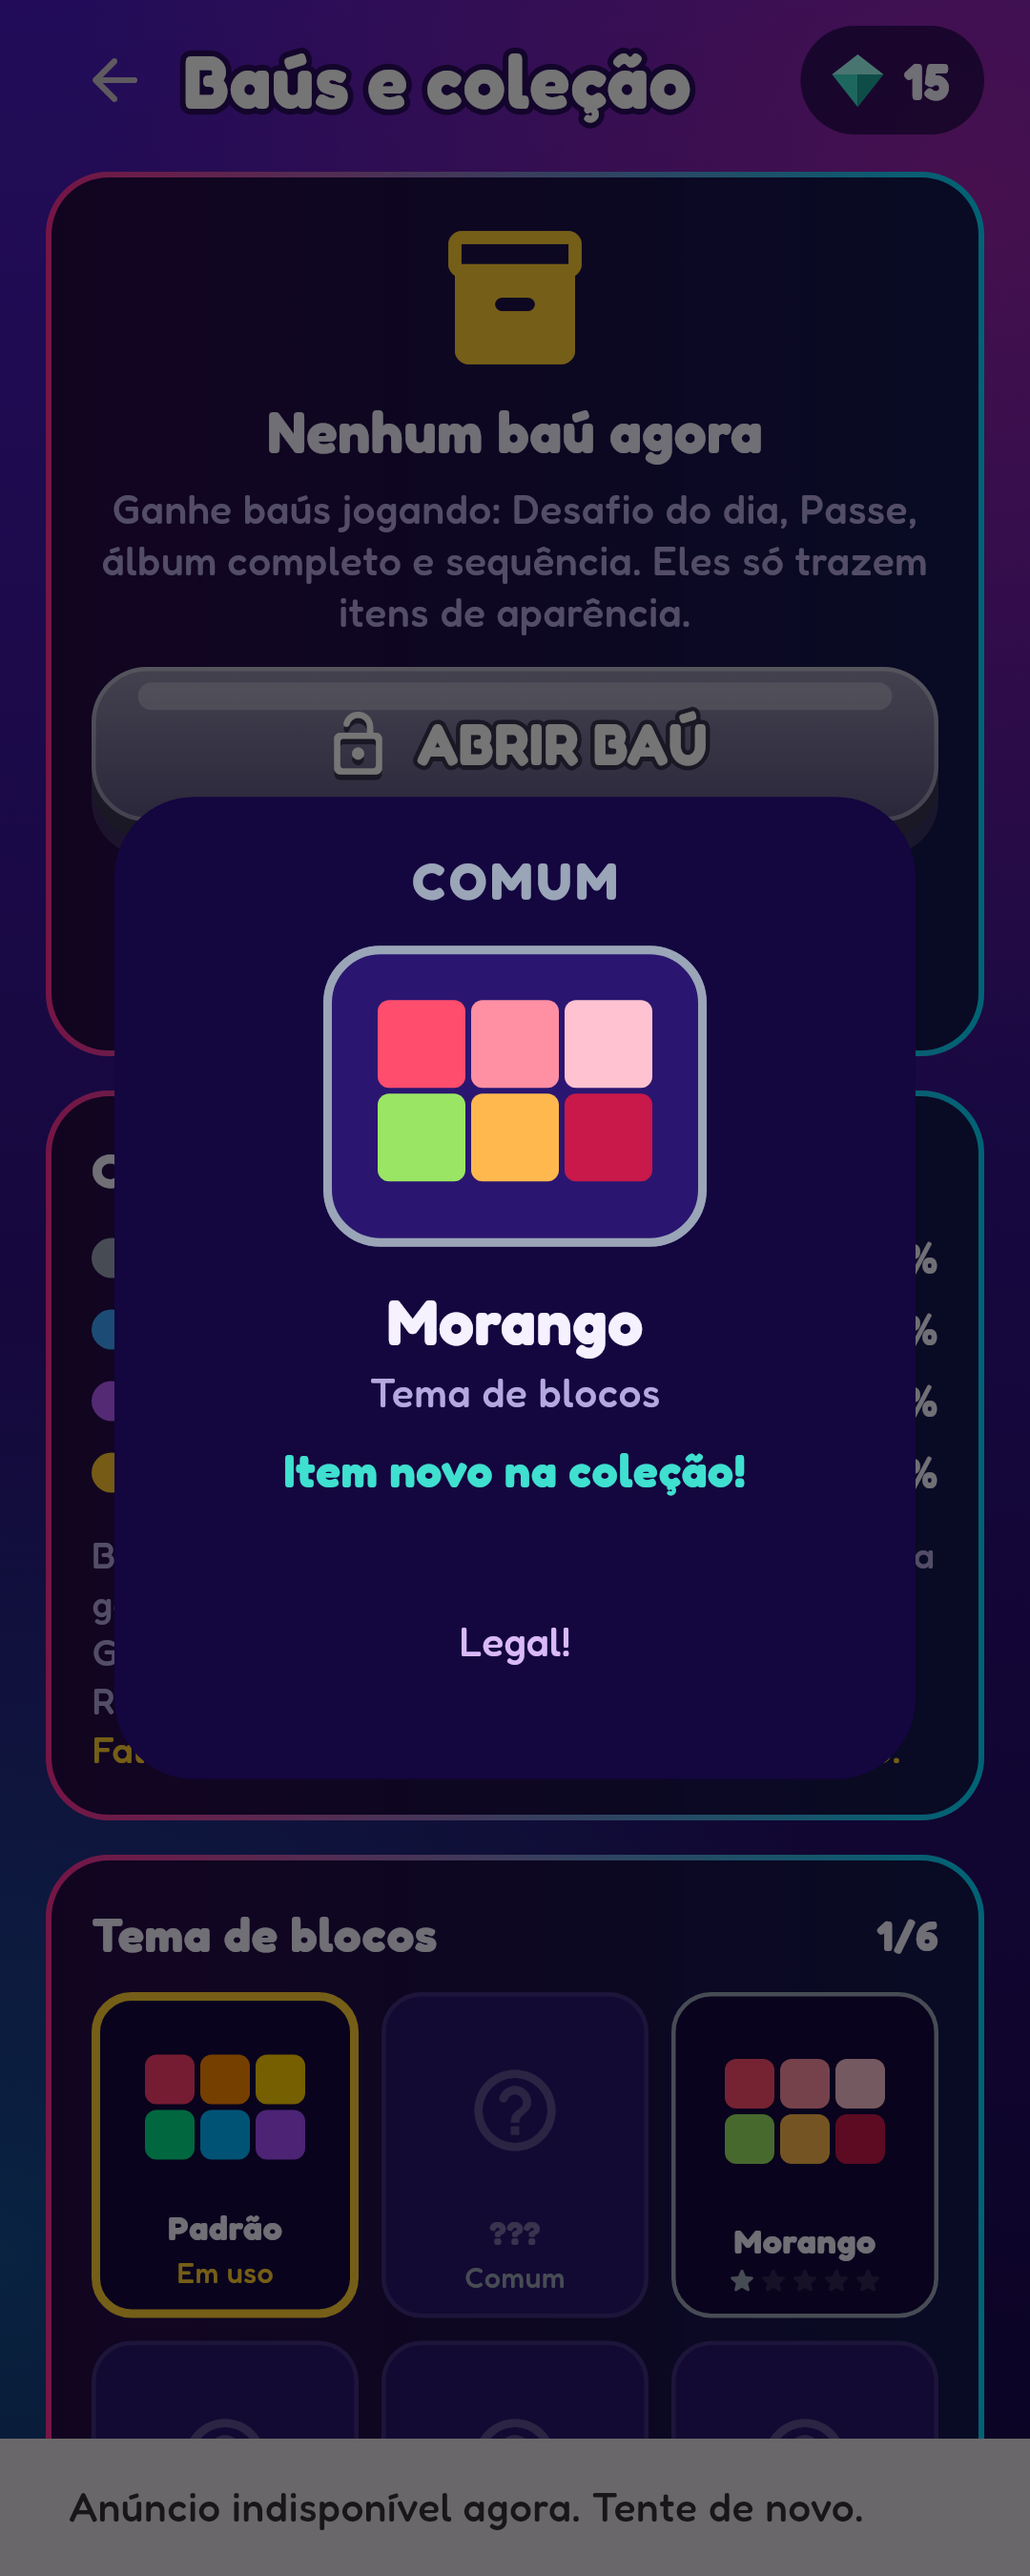 Baús e coleção
15
Nenhum baú agora
Ganhe baús jogando: Desafio do dia, Passe,
álbum completo e sequência. Eles só trazem
itens de aparência.
ABRIR BAÚ
COMUM
Morango
Tema de blocos
Item novo na coleção!
Legal!
%
%
%
%
Tema de blocos
1/6
Padrão
Em uso
???
Comum
Morango
Anúncio indisponível agora. Tente de novo.